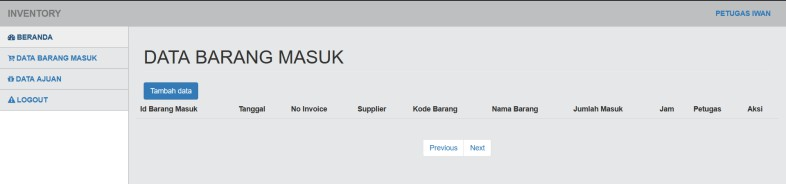 INVENTORY
PETUGAS IWAN
BERANDA
DATA BARANG MASUK
DATA AJUAN
LOGOUT
DATA BARANG MASUK
Tambah data
Id Barang Masuk Tanggal No Invoice Supplier Kode Barang Nama Barang Jumlah Masuk Jam Petugas Aksi
Previous Next